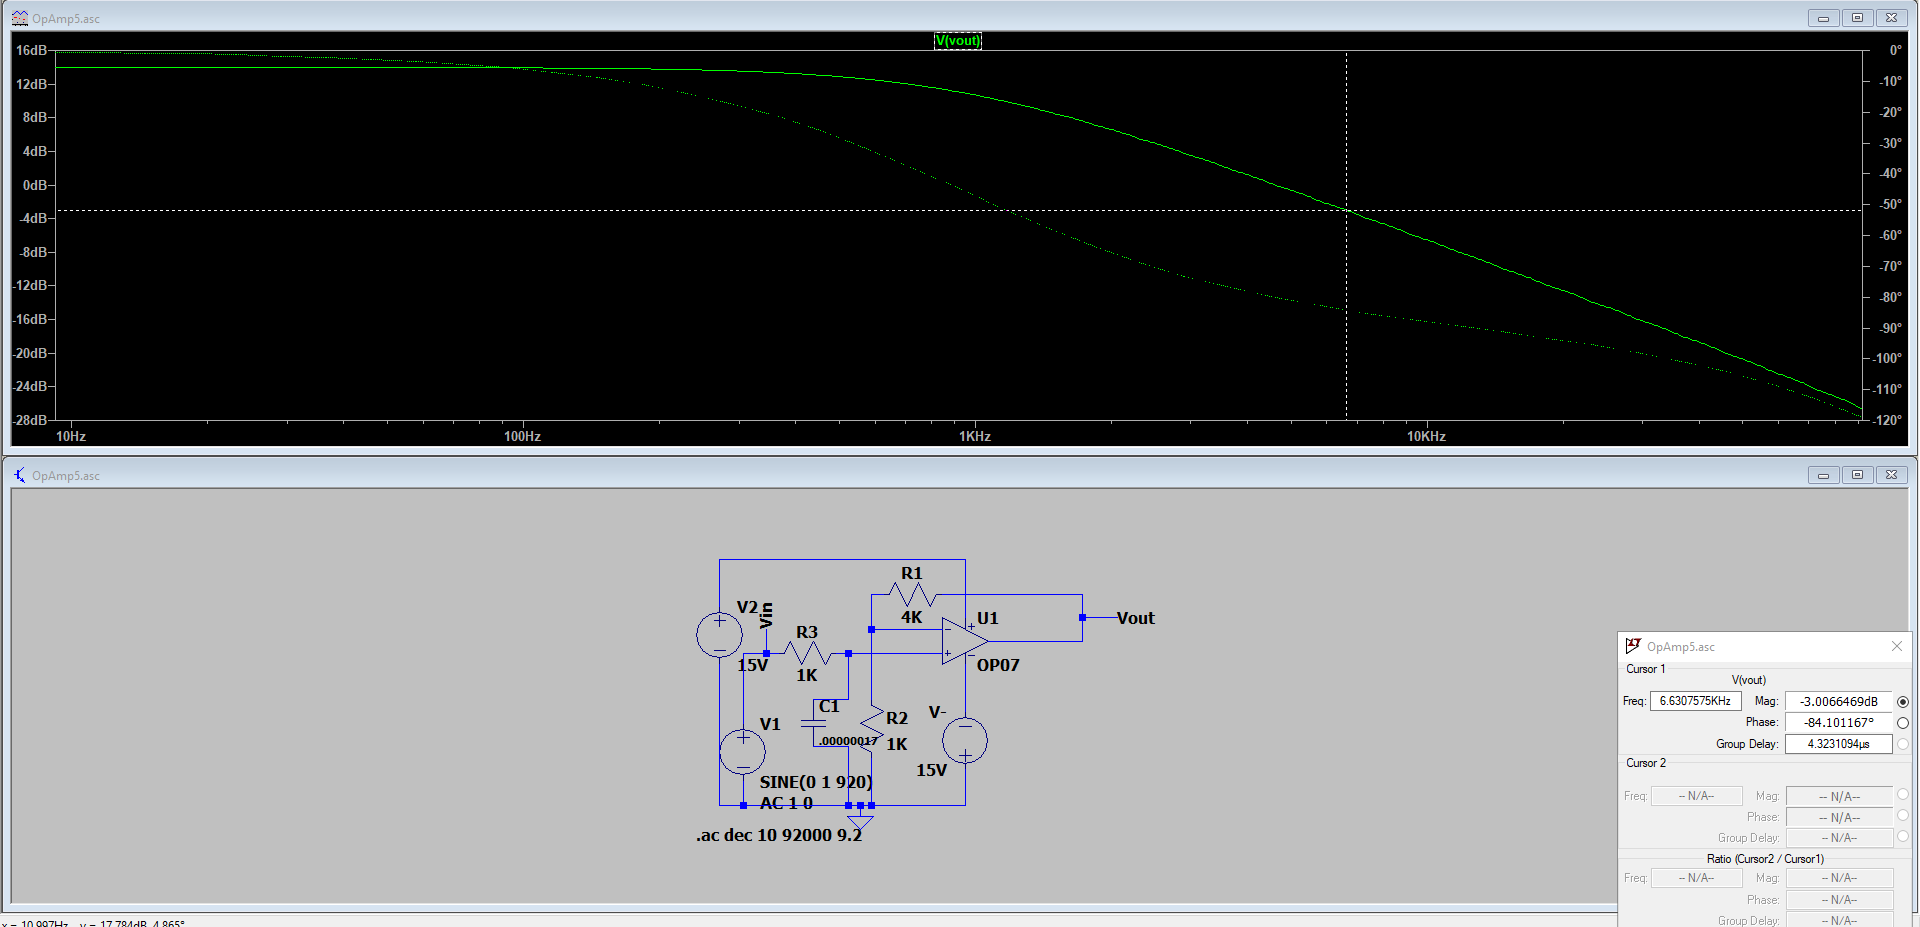 OpAmp5.asc
V(vout)
16dB
12dB
8dB
4dB
0dB
-4dB
-8dB
-12dB
-16dB
-20dB
-24dB
-28dB
0°
-10°
-20°
-30°
-40°
-50°
-60°
-70°
-80°
-90°
-100°
-110°
-120°
10Hz 100Hz 1KHz 10KHz
OpAmp5.asc
R1
4K
V2
Vin
15V
R3
1K
U1
OP07
Vout
C1
.00000017
R2
1K
V-
15V
V1
SINE(0 1 920)
AC 1 0
.ac dec 10 92000 9.2
OpAmp5.asc
Cursor 1
V(vout)
Freq: 6.6307575KHz Mag: -3.0066469dB
Phase: -84.101167°
Group Delay: 4.3231094µs
Cursor 2
Freq: -- N/A-- Mag: -- N/A--
Phase: -- N/A--
Group Delay: -- N/A--
Ratio (Cursor2 / Cursor1)
Freq: -- N/A-- Mag: -- N/A--
Phase: -- N/A--
Group Delay: -- N/A--
x = 10.997Hz y = 17.784dB, 4.865°